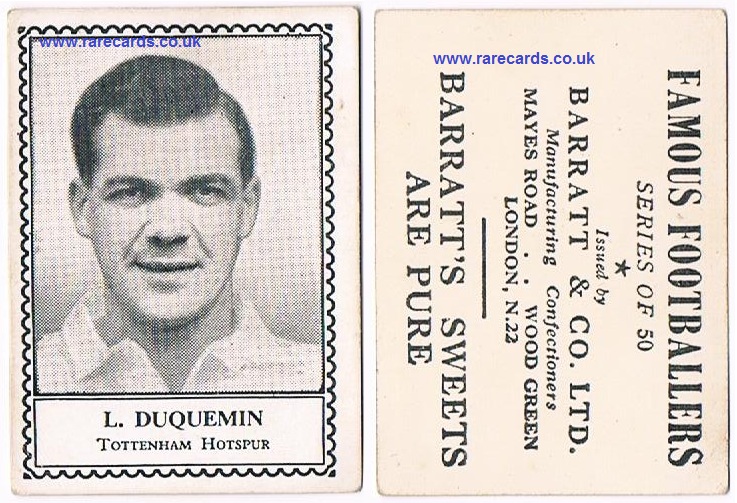 www.rarecards.co.uk
L. DUQUEMIN
TOTTENHAM HOTSPUR
www.rarecards.co.uk
FAMOUS FOOTBALLERS
SERIES OF 50
★
Issued by
BARRATT & CO. LTD.
Manufacturing Confectioners
MAYES ROAD . . WOOD GREEN
LONDON, N.22
BARRATT'S SWEETS
ARE PURE